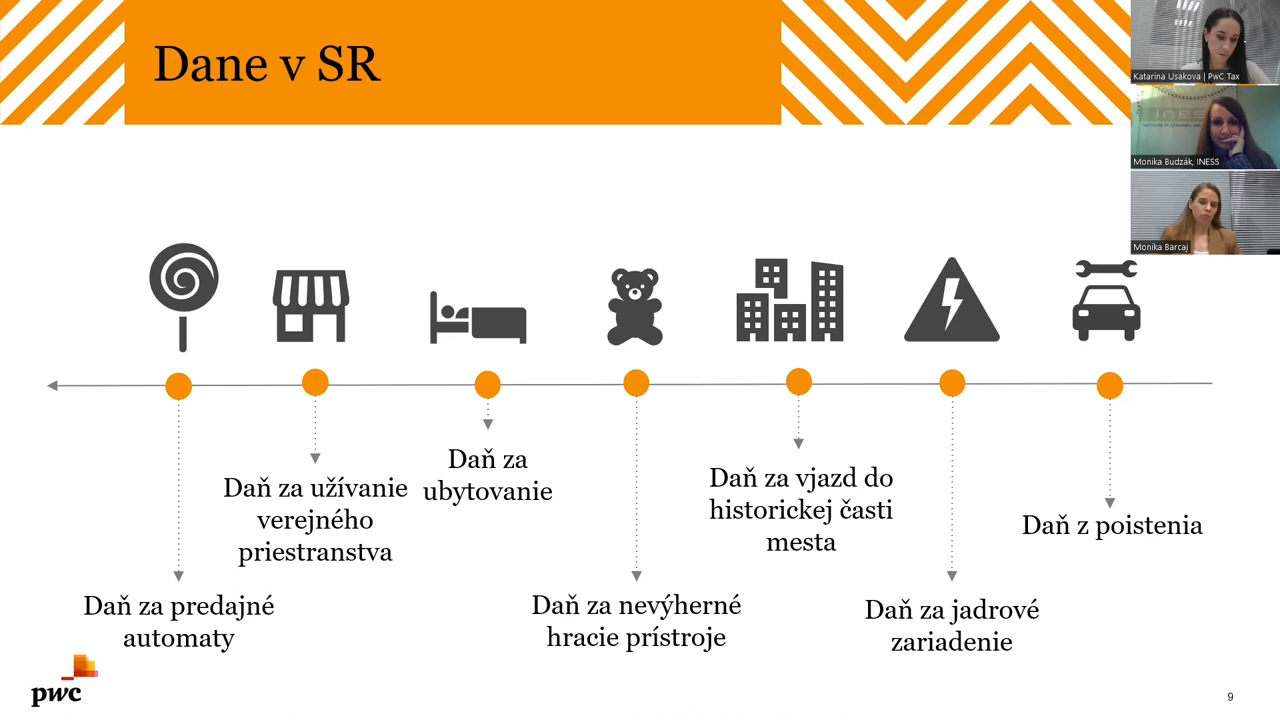 Dane v SR
Katarina Usakova | PwC Tax
Monika Budzák, INESS
Monika Barcaj
Daň za predajné
automaty
Daň za užívanie
verejného
priestranstva
Daň za
ubytovanie
Daň za nevýherné
hracie prístroje
Daň za vjazd do
historickej časti
mesta
Daň za jadrové
zariadenie
Daň z poistenia
pwc
9